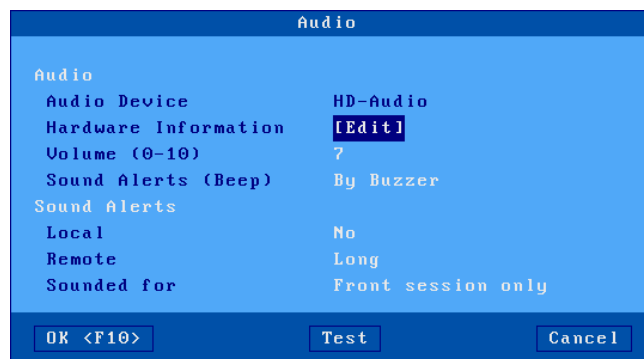 Audio
Audio
Audio Device HD-Audio
Hardware Information [Edit]
Volume (0-10) 7
Sound Alerts (Beep) By Buzzer
Sound Alerts
Local No
Remote Long
Sounded for Front session only
OK <F10> Test Cancel